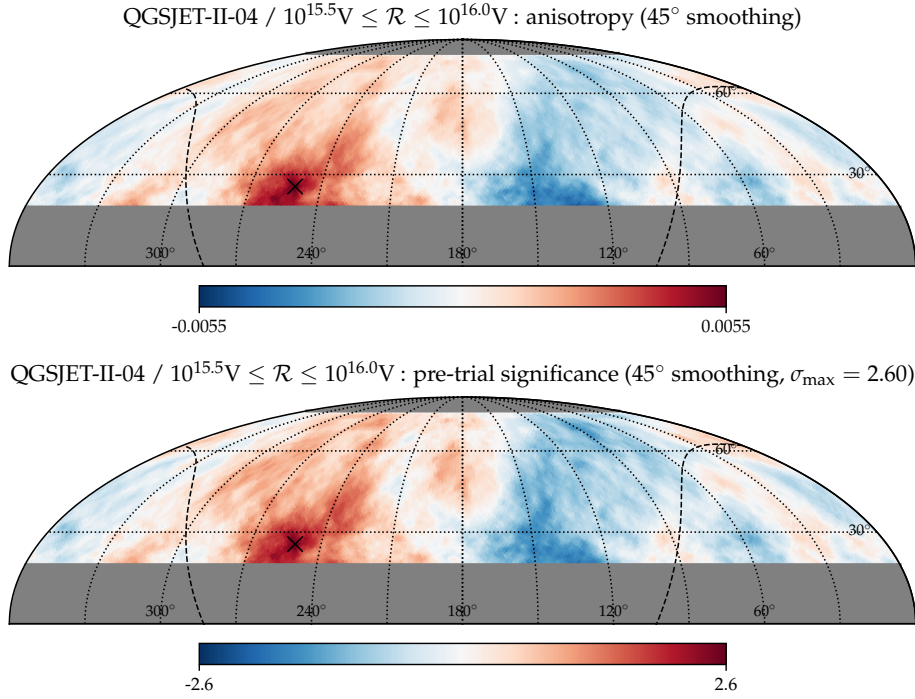 QGSJET-II-04 / 10^15.5V ≤ R ≤ 10^16.0V : anisotropy (45° smoothing)
60°
30°
300° 240° 180° 120° 60°
-0.0055 0.0055
QGSJET-II-04 / 10^15.5V ≤ R ≤ 10^16.0V : pre-trial significance (45° smoothing, σmax = 2.60)
60°
30°
300° 240° 180° 120° 60°
-2.6 2.6